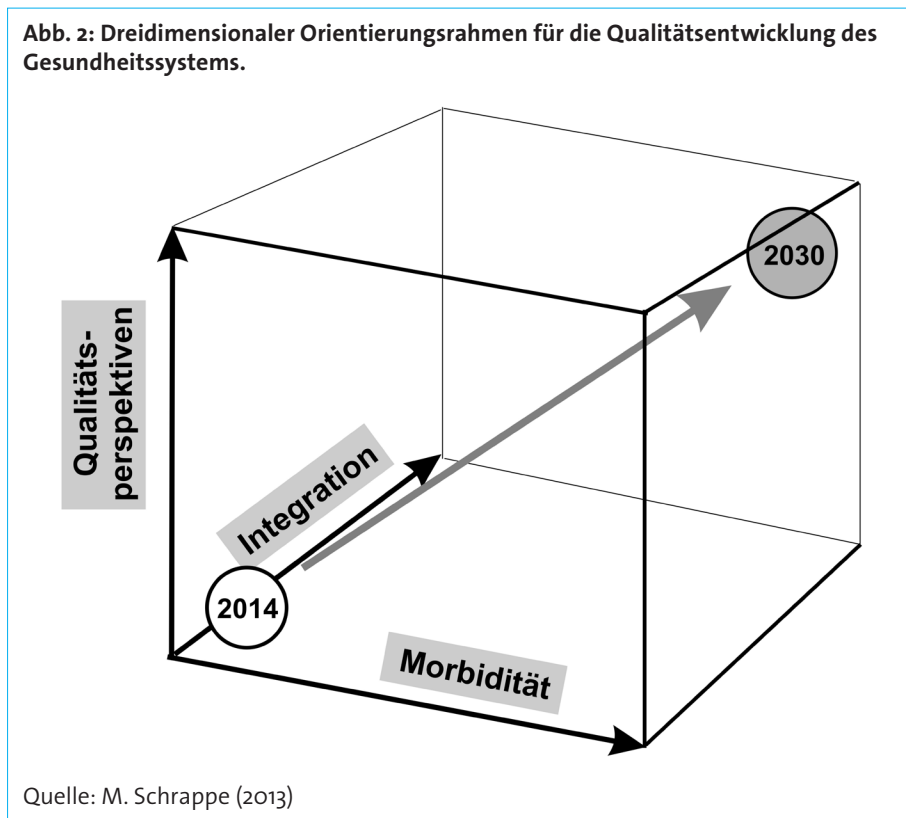 Abb. 2: Dreidimensionaler Orientierungsrahmen für die Qualitätsentwicklung des
Gesundheitssystems.
2030
Qualitäts-
perspektiven
Integration
2014
Morbidität
Quelle: M. Schrappe (2013)